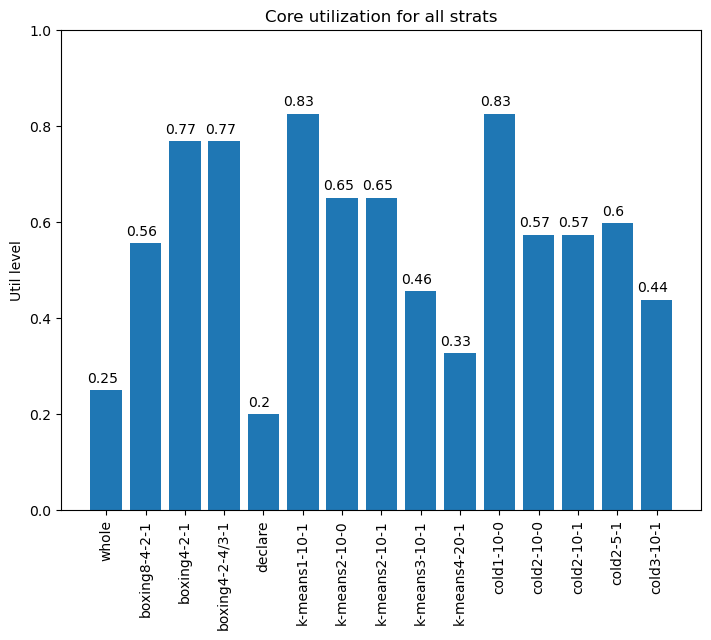 Core utilization for all strats
Util level
1.0
0.8
0.6
0.4
0.2
0.0
0.25
0.56
0.77
0.77
0.2
0.83
0.65
0.65
0.46
0.33
0.83
0.57
0.57
0.6
0.44
whole
boxing8-4-2-1
boxing4-2-1
boxing4-2-4/3-1
declare
k-means1-10-1
k-means2-10-0
k-means2-10-1
k-means3-10-1
k-means4-20-1
cold1-10-0
cold2-10-0
cold2-10-1
cold2-5-1
cold3-10-1